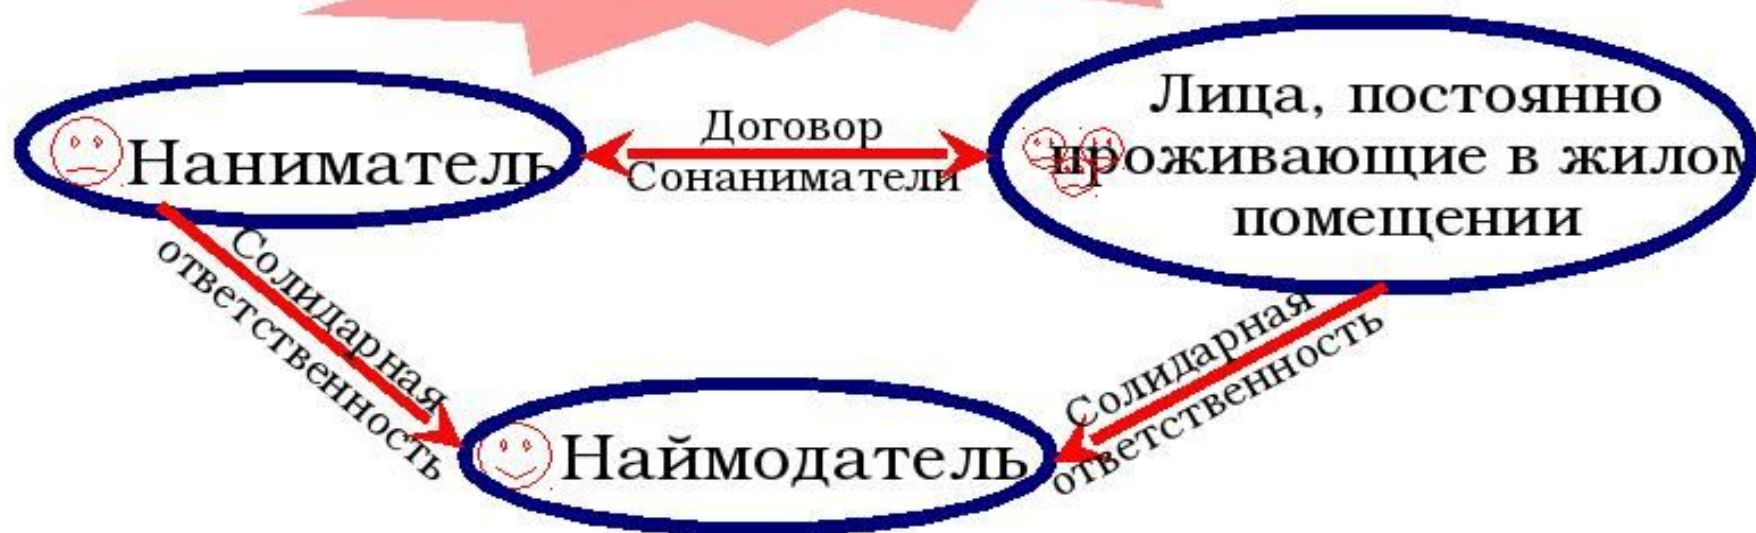 Наниматель
Договор
Сонаниматели
Лица, постоянно
проживающие в жилом
помещении
Солидарная
ответственность
Солидарная
ответственность
Наймодатель